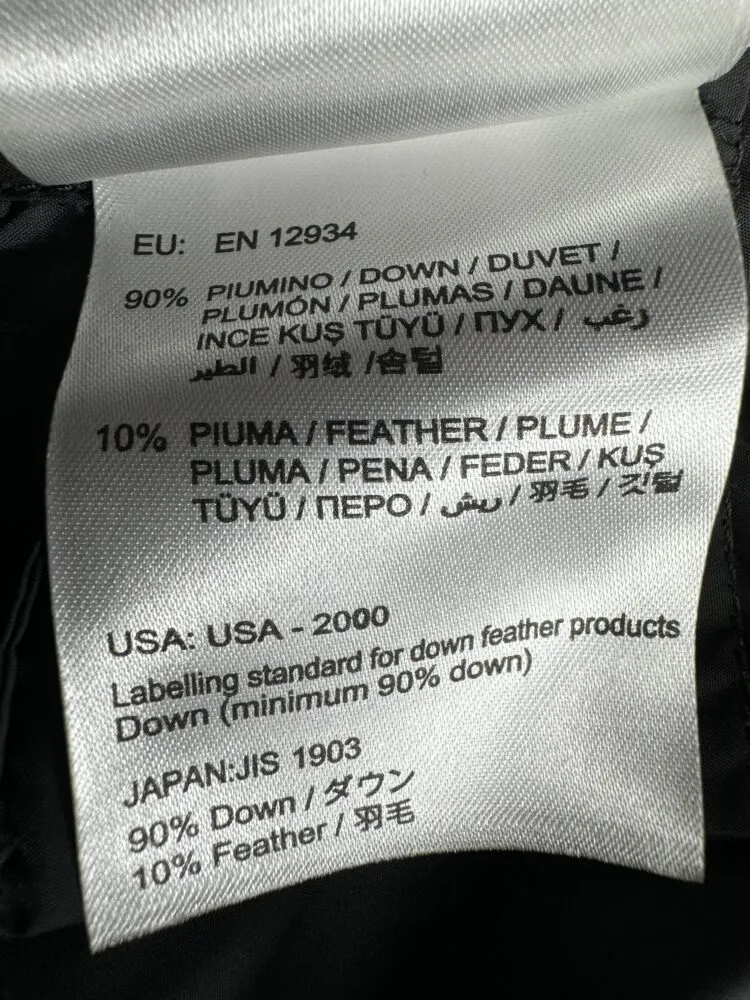 EU: EN 12934
90% PIUMINO / DOWN / DUVET /
PLUMÓN / PLUMAS / DAUNE /
INCE KUŞ TÜYÜ / ПУХ / زغب
الطير / 羽绒 /솜털
10% PIUMA / FEATHER / PLUME /
PLUMA / PENA / FEDER / KUŞ
TÜYÜ / ПЕРО / ريش / 羽毛 / 깃털
USA: USA - 2000
Labelling standard for down feather products
Down (minimum 90% down)
JAPAN:JIS 1903
90% Down / ダウン
10% Feather / 羽毛